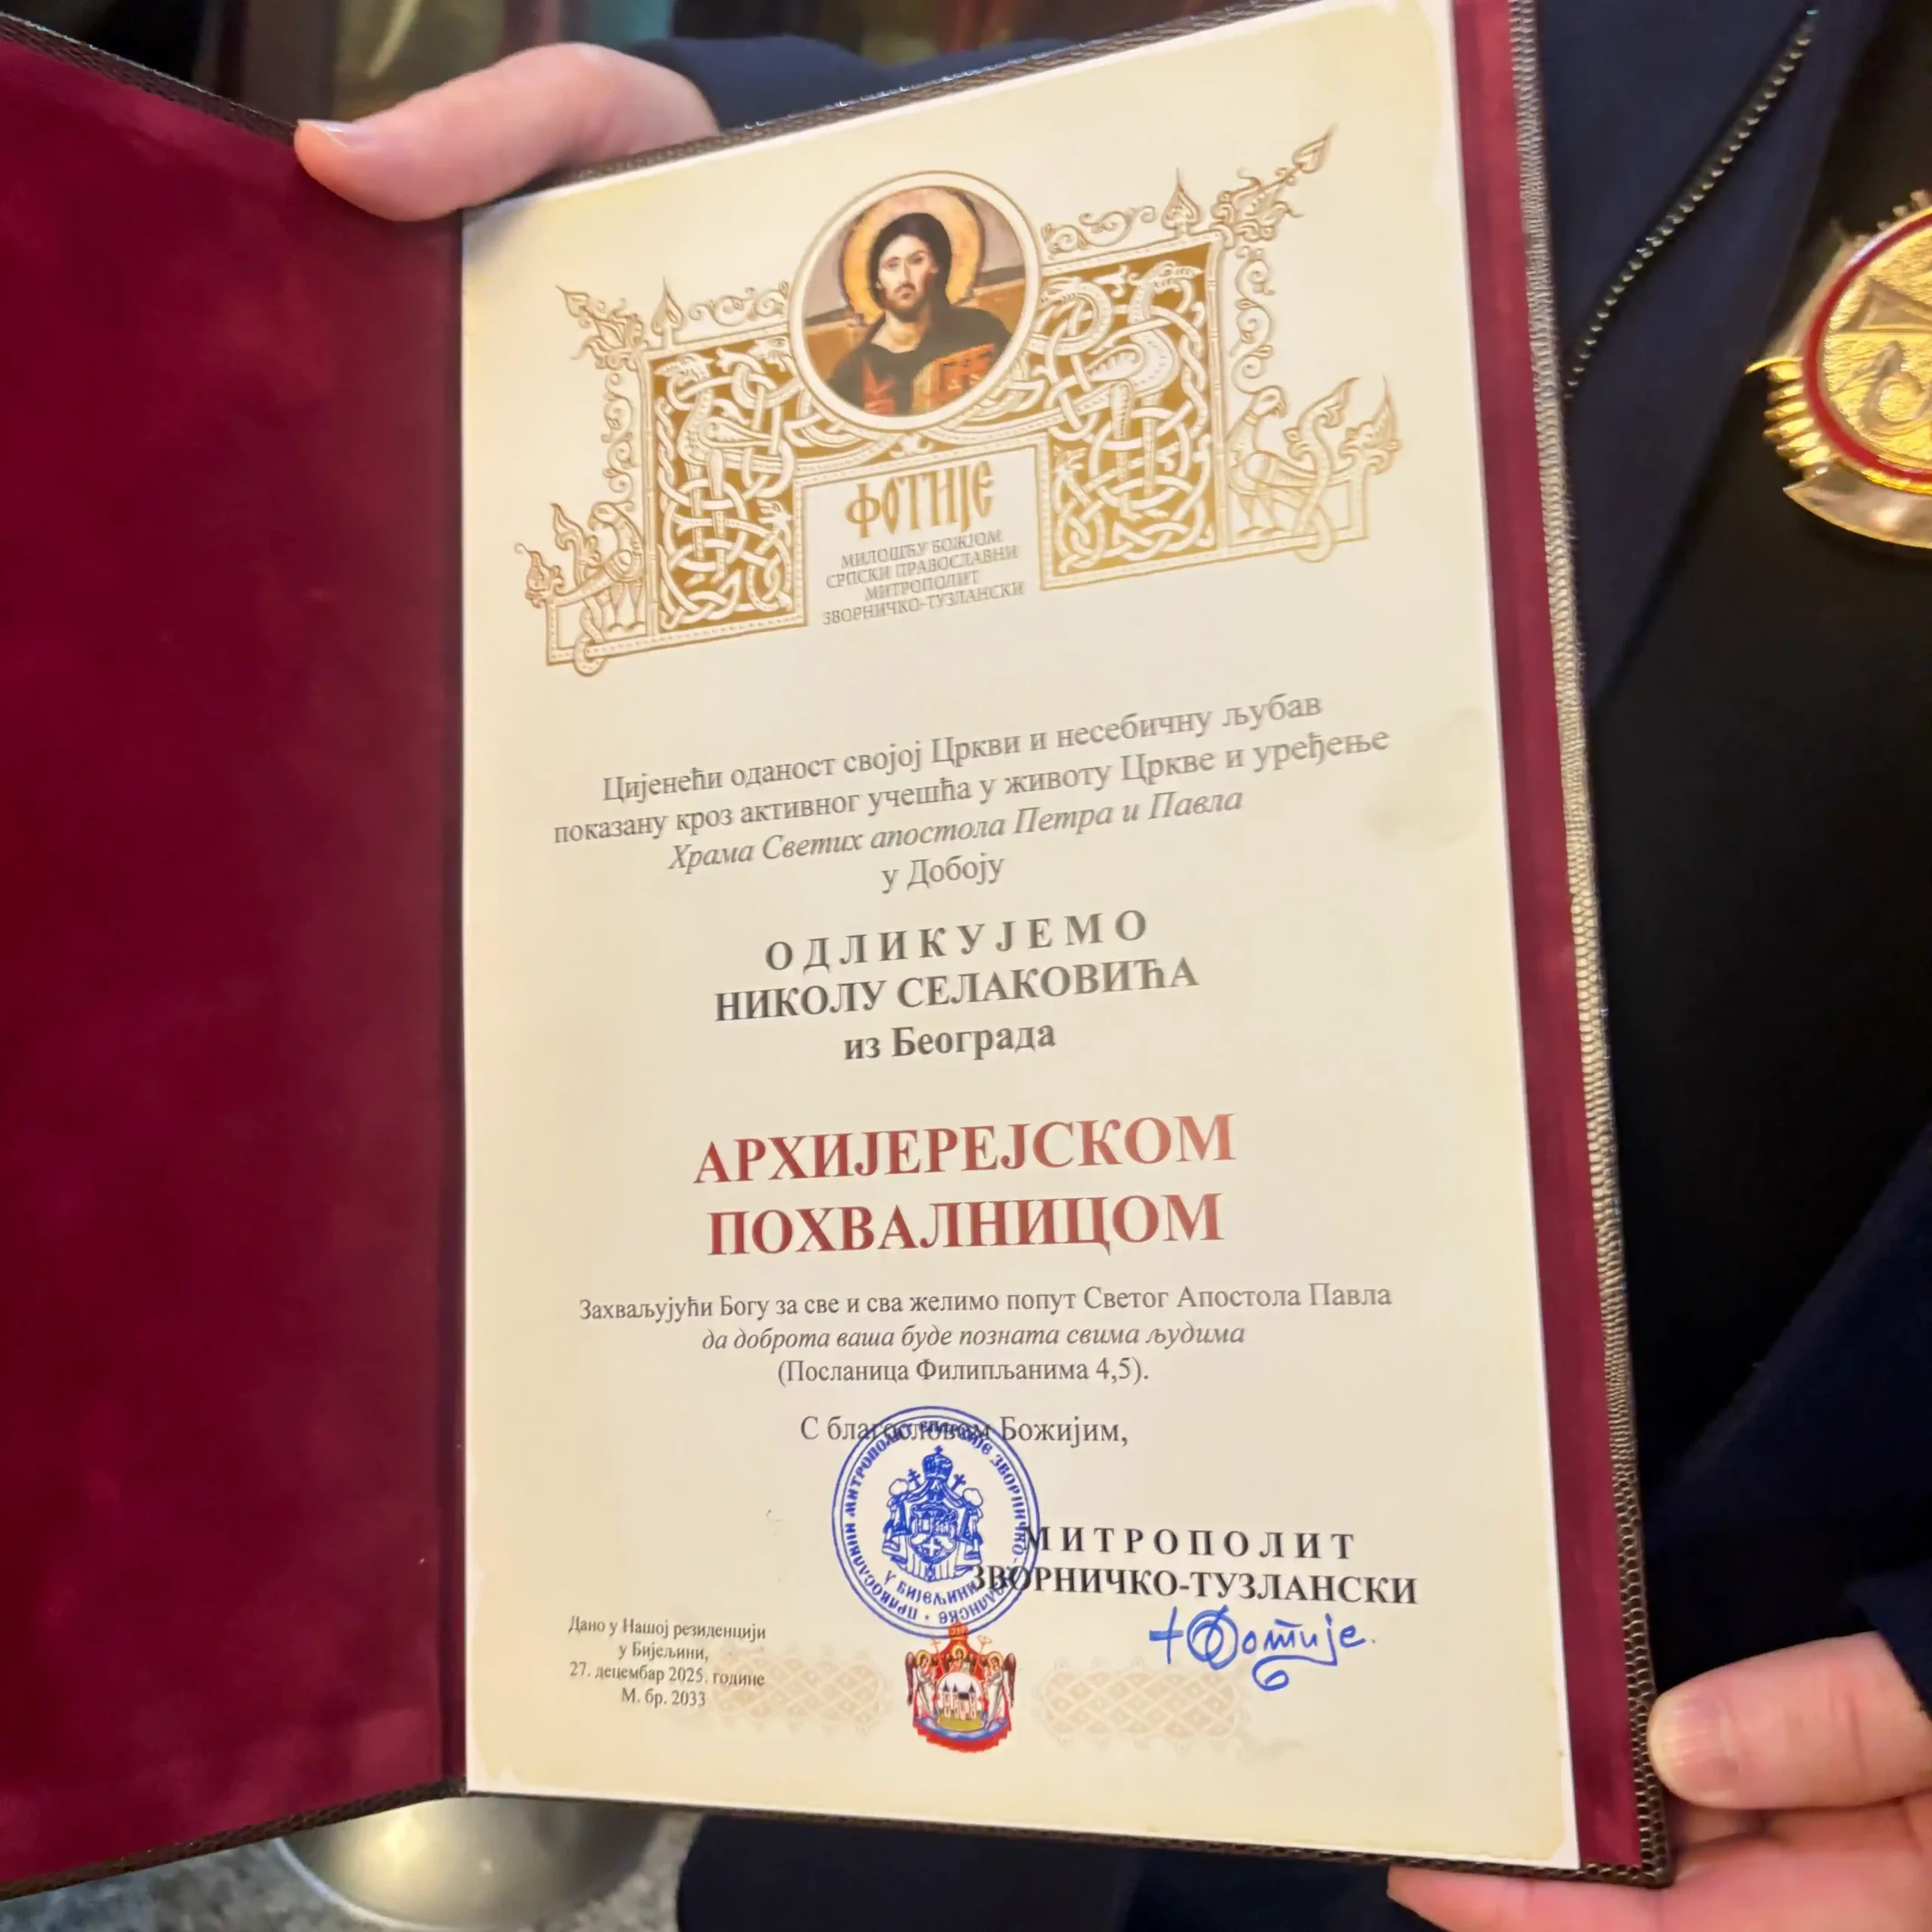 ФОТИЈЕ
МИЛОШЋУ БОЖЈОМ
СРПСКИ ПРАВОСЛАВНИ
МИТРОПОЛИТ
ЗВОРНИЧКО-ТУЗЛАНСКИ
Цијенећи оданост својој Цркви и несебичну љубав
показану кроз активног учешћа у животу Цркве и уређење
Храма Светих апостола Петра и Павла
у Добоју
ОДЛИКУЈЕМО
НИКОЛУ СЕЛАКОВИЋА
из Београда
АРХИЈЕРЕЈСКОМ
ПОХВАЛНИЦОМ
Захваљујући Богу за све и сва желимо попут Светог Апостола Павла
да доброта ваша буде позната свима људима
(Посланица Филипљанима 4,5).
С благословом Божијим,
МИТРОПОЛИТ
ЗВОРНИЧКО-ТУЗЛАНСКИ
+Фотије
Дано у Нашој резиденцији
у Бијељини,
27. децембар 2025. године
М. бр. 2033
У БИЈЕЉИНИ